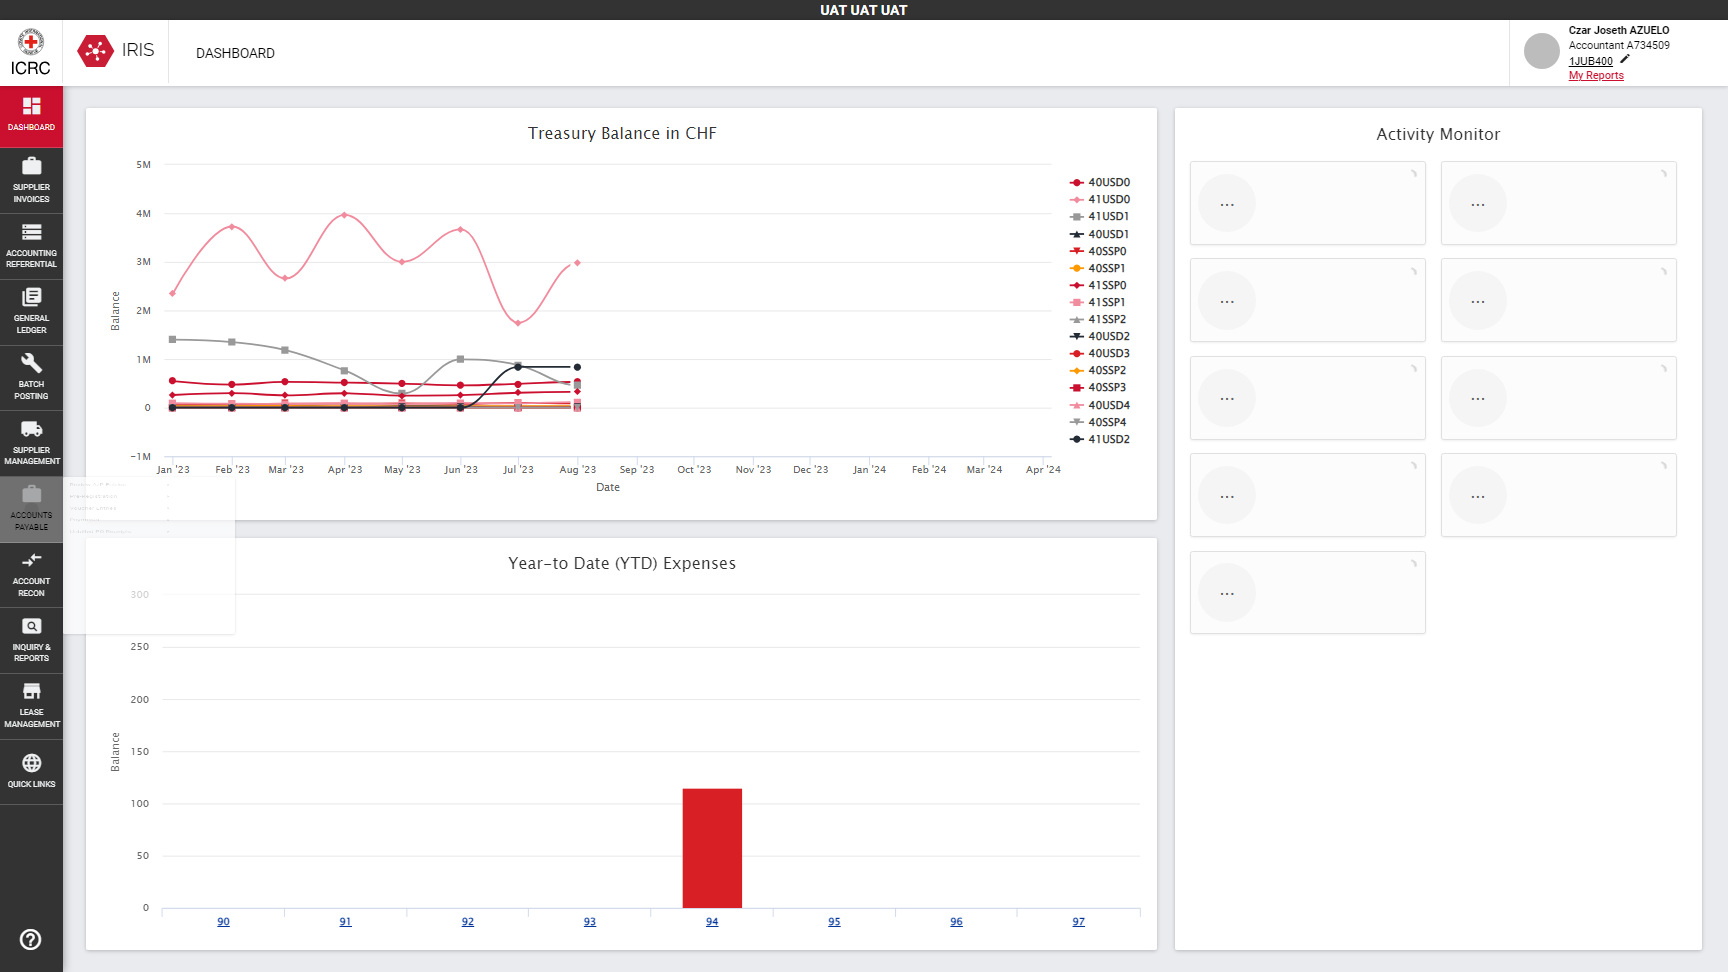 UAT UAT UAT
ICRC
IRIS
DASHBOARD
Czar Joseth AZUELO
Accountant A734509
1JUB400
My Reports
DASHBOARD
SUPPLIER
INVOICES
ACCOUNTING
REFERENTIAL
GENERAL
LEDGER
BATCH
POSTING
SUPPLIER
MANAGEMENT
ACCOUNTS
PAYABLE
ACCOUNT
RECON
INQUIRY &
REPORTS
LEASE
MANAGEMENT
QUICK LINKS
Treasury Balance in CHF
5M
4M
3M
2M
1M
0
−1M
Balance
Jan '23
Feb '23
Mar '23
Apr '23
May '23
Jun '23
Jul '23
Aug '23
Sep '23
Oct '23
Nov '23
Dec '23
Jan '24
Feb '24
Mar '24
Apr '24
Date
40USD0
41USD0
41USD1
40USD1
40SSP0
40SSP1
41SSP0
41SSP1
41SSP2
40USD2
40USD3
40SSP2
40SSP3
40USD4
40SSP4
41USD2
Year-to Date (YTD) Expenses
300
250
200
150
100
50
0
Balance
90
91
92
93
94
95
96
97
Activity Monitor
...
...
...
...
...
...
...
...
...